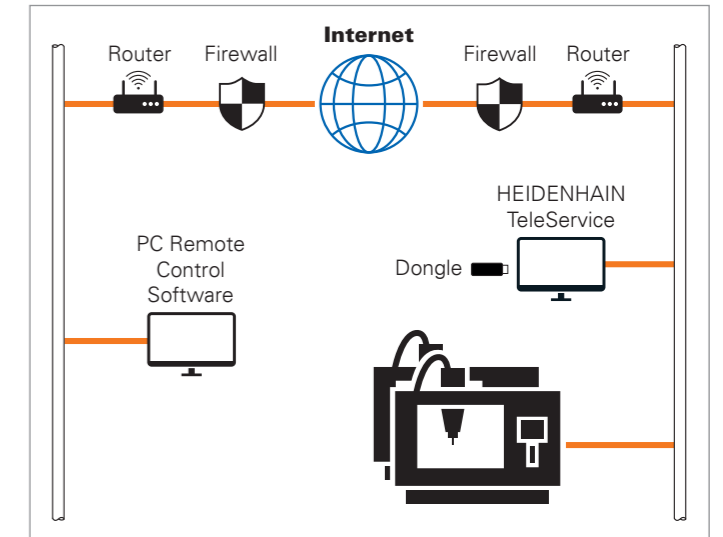 Internet
Router
Firewall
Firewall
Router
HEIDENHAIN
TeleService
PC Remote
Control
Software
Dongle